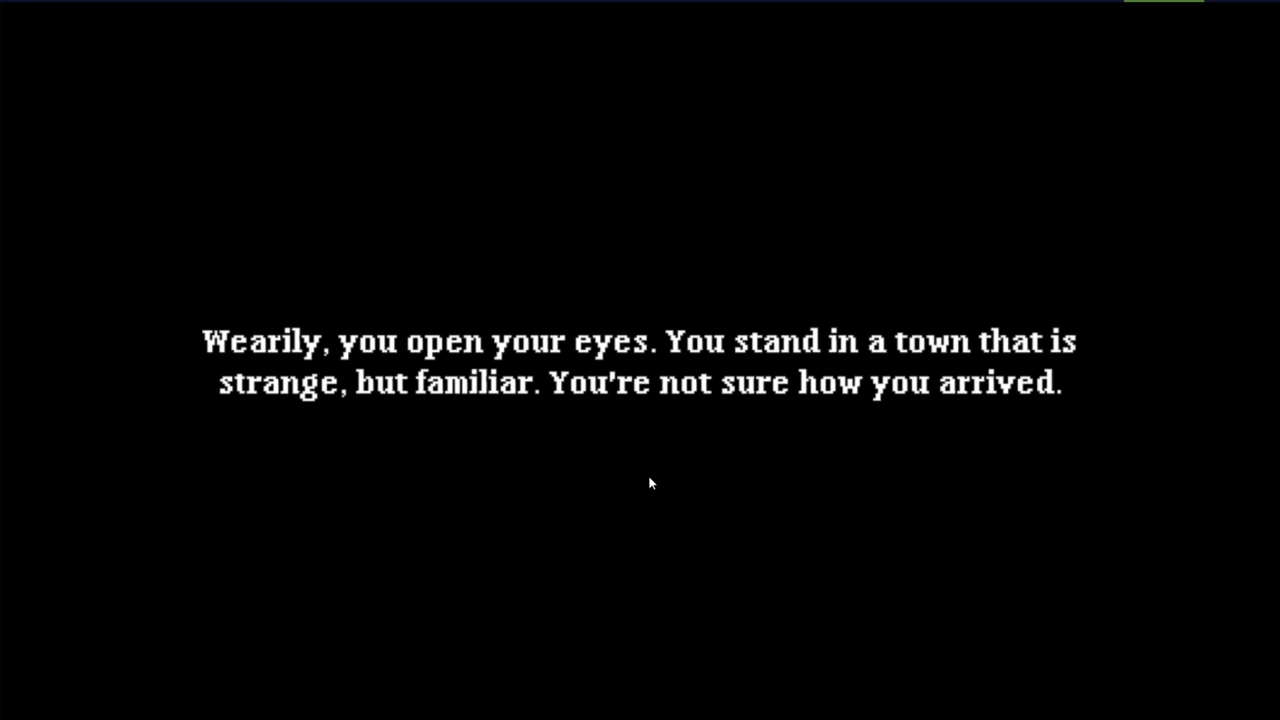 Wearily, you open your eyes. You stand in a town that is
strange, but familiar. You're not sure how you arrived.